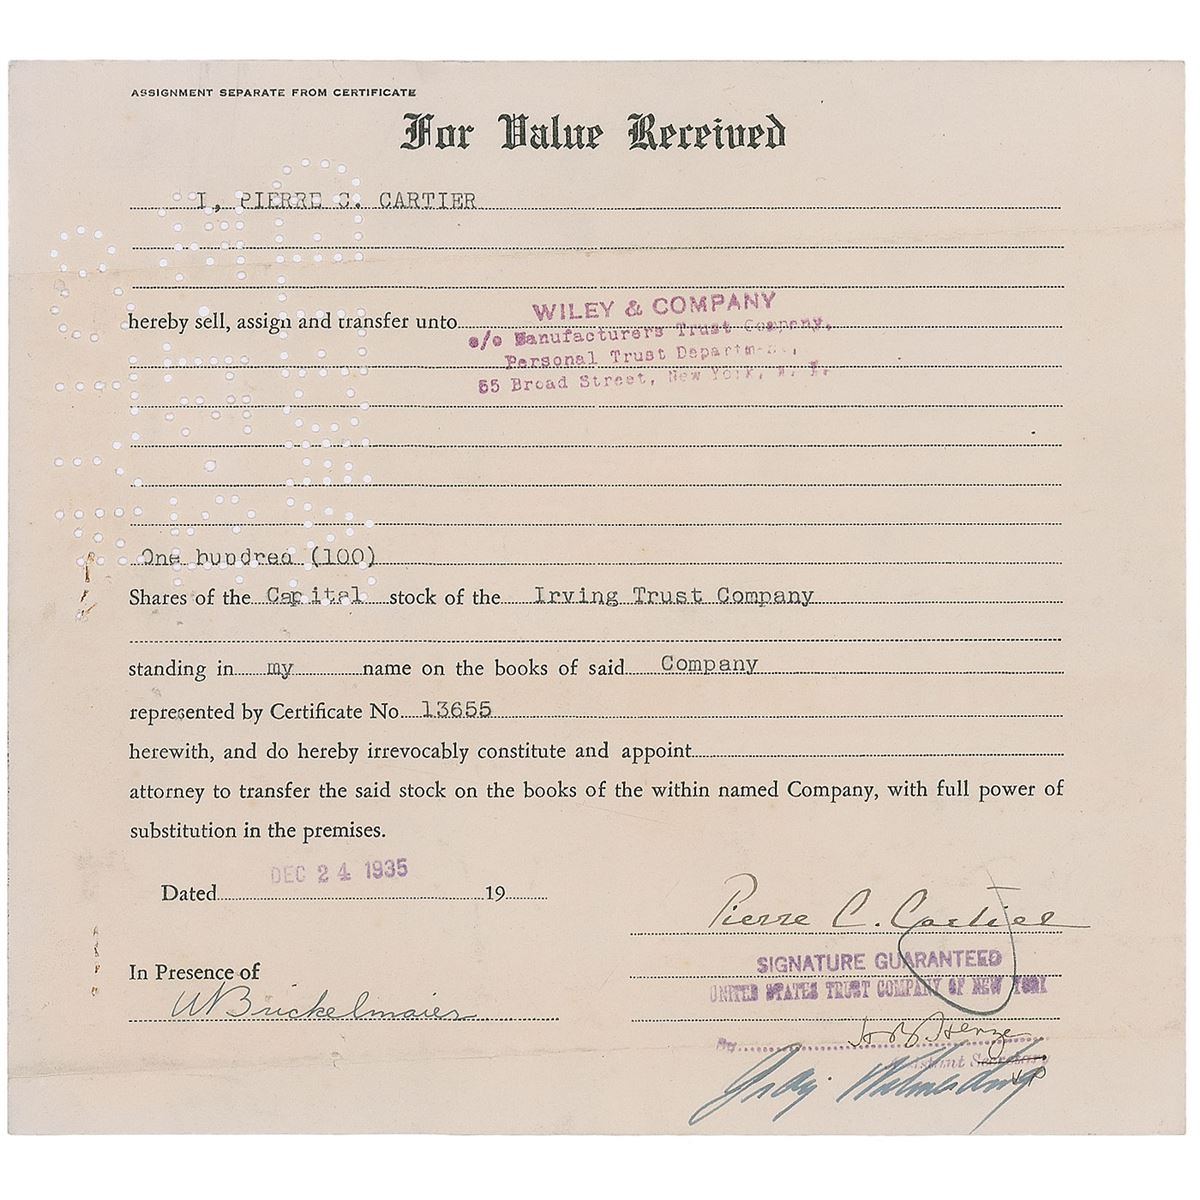 ASSIGNMENT SEPARATE FROM CERTIFICATE
For Value Received
I, PIERRE C. CARTIER
hereby sell, assign and transfer unto
WILEY & COMPANY
c/o Manufacturers Trust Company,
Personal Trust Department,
55 Broad Street, New York, N. Y.
One hundred (100)
Shares of the Capital stock of the Irving Trust Company
standing in my name on the books of said Company
represented by Certificate No. 13655
herewith, and do hereby irrevocably constitute and appoint
attorney to transfer the said stock on the books of the within named Company, with full power of
substitution in the premises.
DEC 24 1935
Dated 19
Pierre C. Cartier
SIGNATURE GUARANTEED
UNITED STATES TRUST COMPANY OF NEW YORK
In Presence of
W Brickelmaier
By
Assistant Secretary
VP